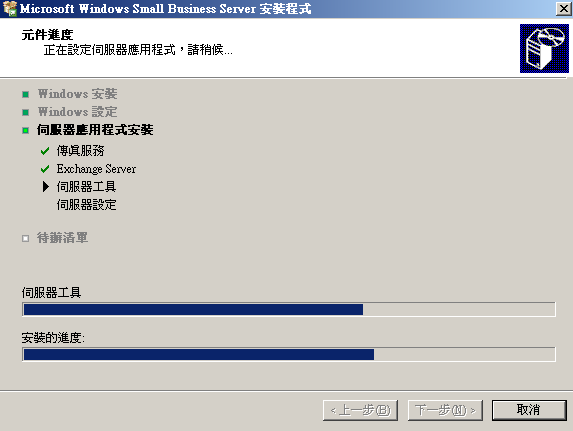 Microsoft Windows Small Business Server 安裝程式
元件進度
正在設定伺服器應用程式，請稍候...
Windows 安裝
Windows 設定
伺服器應用程式安裝
傳真服務
Exchange Server
伺服器工具
伺服器設定
待辦清單
伺服器工具
安裝的進度:
< 上一步(B)
下一步(N) >
取消